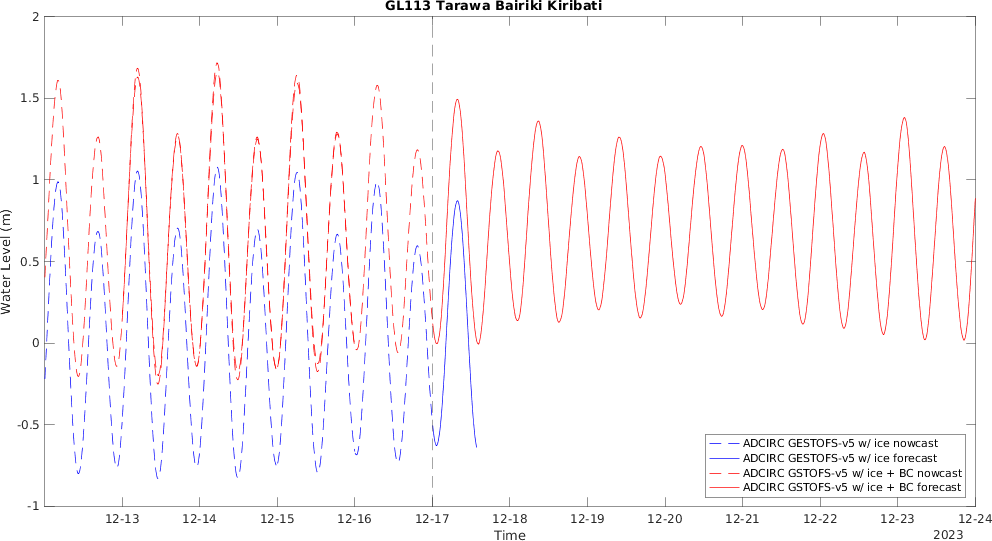 GL113 Tarawa Bairiki Kiribati
2
1.5
1
0.5
0
-0.5
-1
Water Level (m)
ADCIRC GESTOFS-v5 w/ ice nowcast
ADCIRC GESTOFS-v5 w/ ice forecast
ADCIRC GSTOFS-v5 w/ ice + BC nowcast
ADCIRC GSTOFS-v5 w/ ice + BC forecast
12-13 12-14 12-15 12-16 12-17 12-18 12-19 12-20 12-21 12-22 12-23 12-24
Time
2023